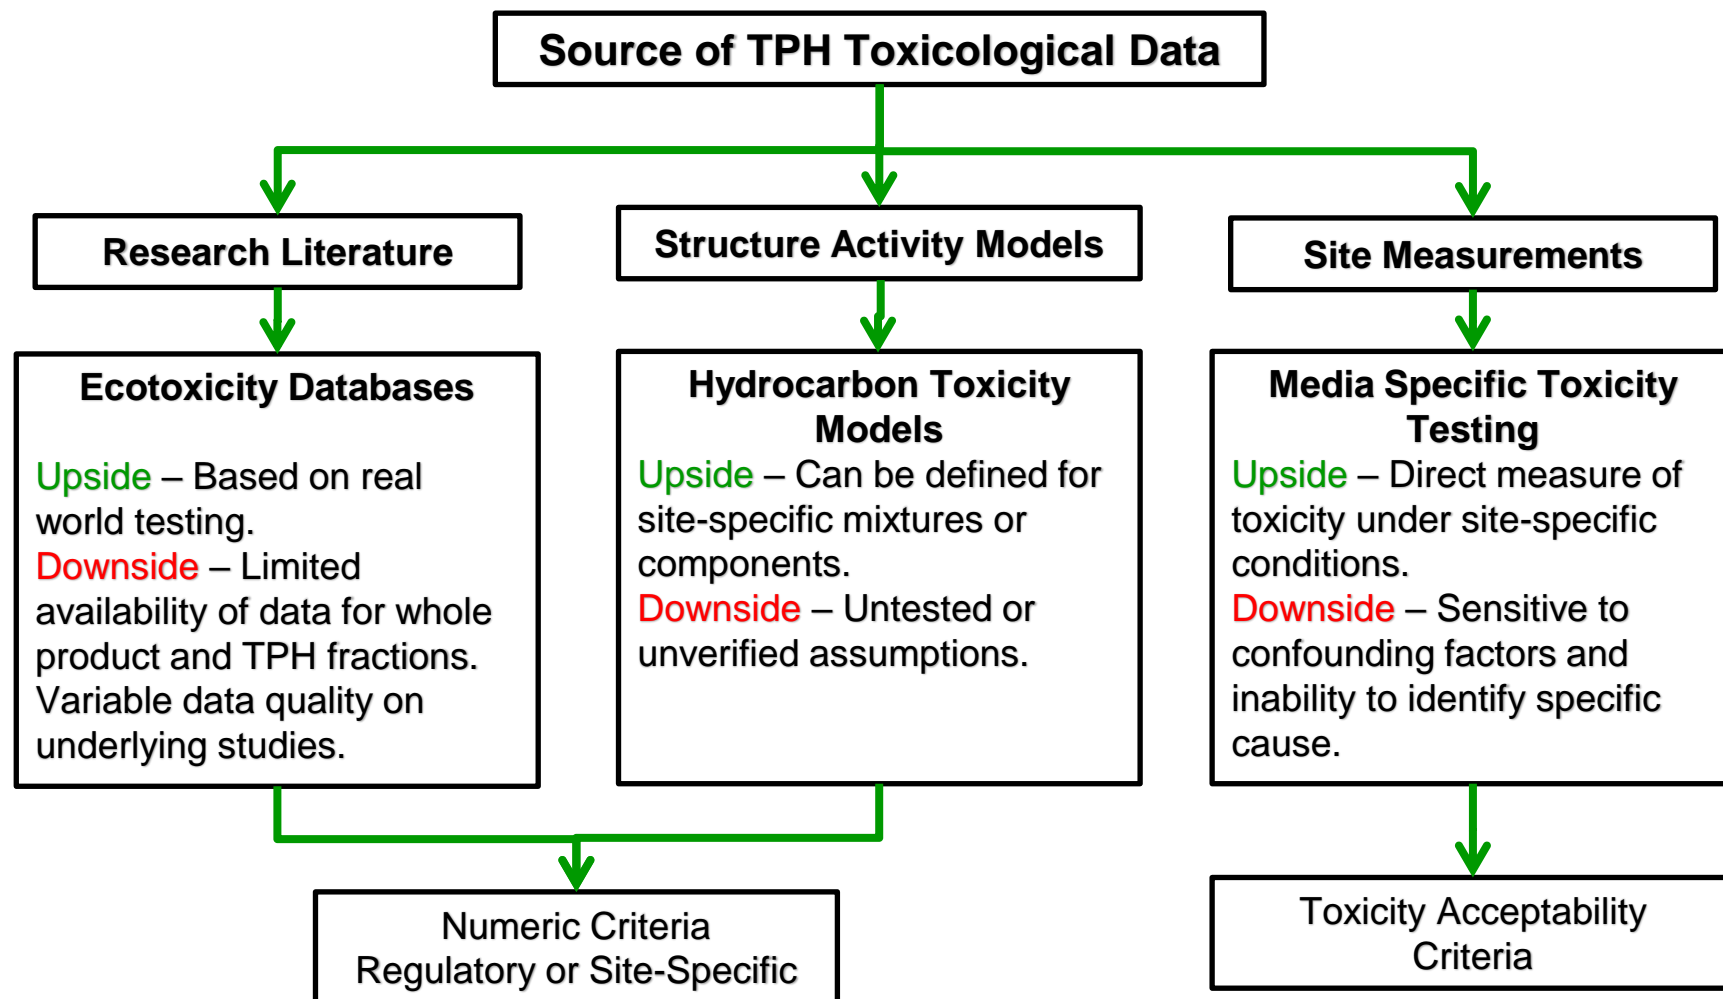 Source of TPH Toxicological Data
Research Literature
Structure Activity Models
Site Measurements
Ecotoxicity Databases
Upside – Based on real
world testing.
Downside – Limited
availability of data for whole
product and TPH fractions.
Variable data quality on
underlying studies.
Hydrocarbon Toxicity
Models
Upside – Can be defined for
site-specific mixtures or
components.
Downside – Untested or
unverified assumptions.
Media Specific Toxicity
Testing
Upside – Direct measure of
toxicity under site-specific
conditions.
Downside – Sensitive to
confounding factors and
inability to identify specific
cause.
Numeric Criteria
Regulatory or Site-Specific
Toxicity Acceptability
Criteria